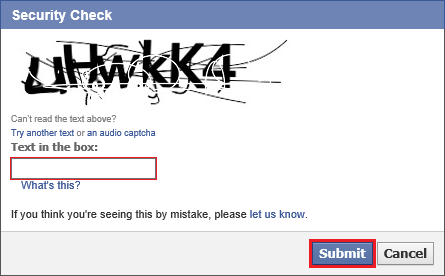 Security Check
Can't read the text above?
Try another text or an audio captcha
Text in the box:
What's this?
If you think you're seeing this by mistake, please let us know.
Submit Cancel